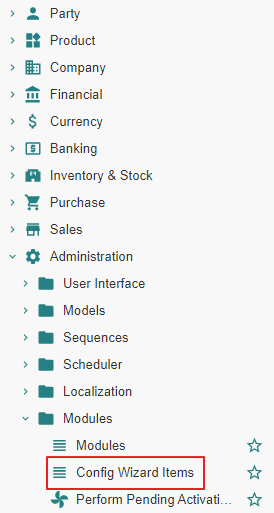 Party
Product
Company
Financial
Currency
Banking
Inventory & Stock
Purchase
Sales
Administration
User Interface
Models
Sequences
Scheduler
Localization
Modules
Modules
Config Wizard Items
Perform Pending Activati...